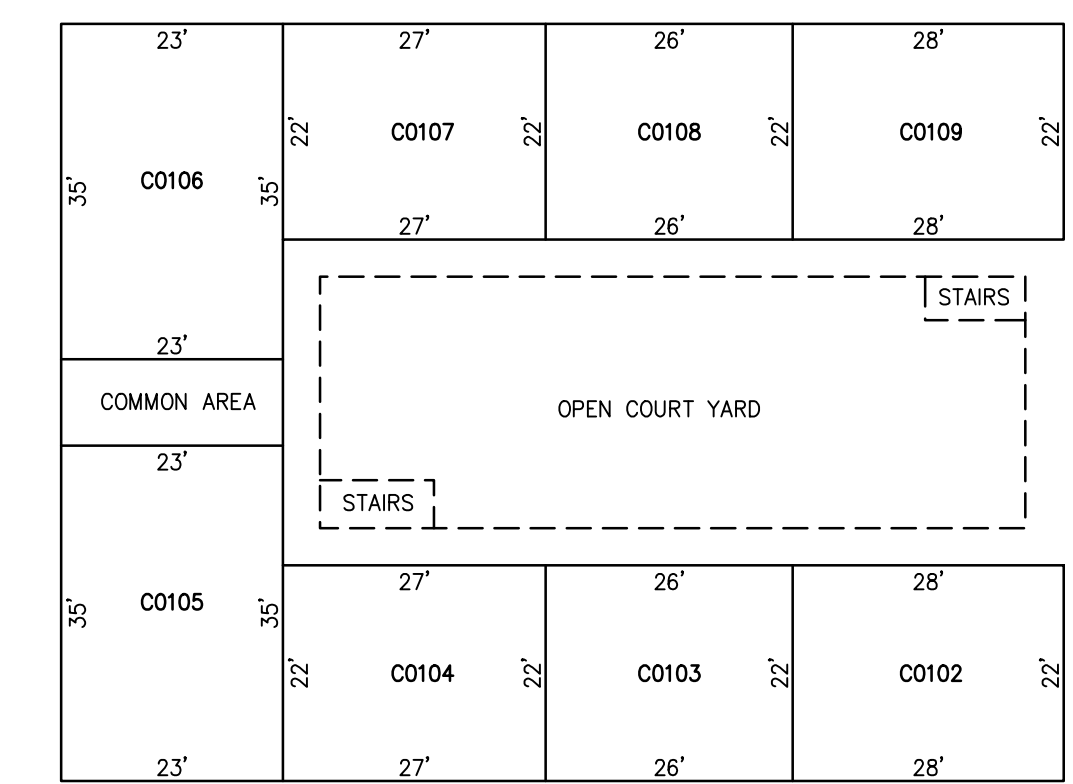 23' 27' 26' 28'
22' C0107 22' C0108 22' C0109 22'
35' C0106 35'
27' 26' 28'
STAIRS
23'
COMMON AREA OPEN COURT YARD
23'
STAIRS
27' 26' 28'
35' C0105 35'
22' C0104 22' C0103 22' C0102 22'
23' 27' 26' 28'